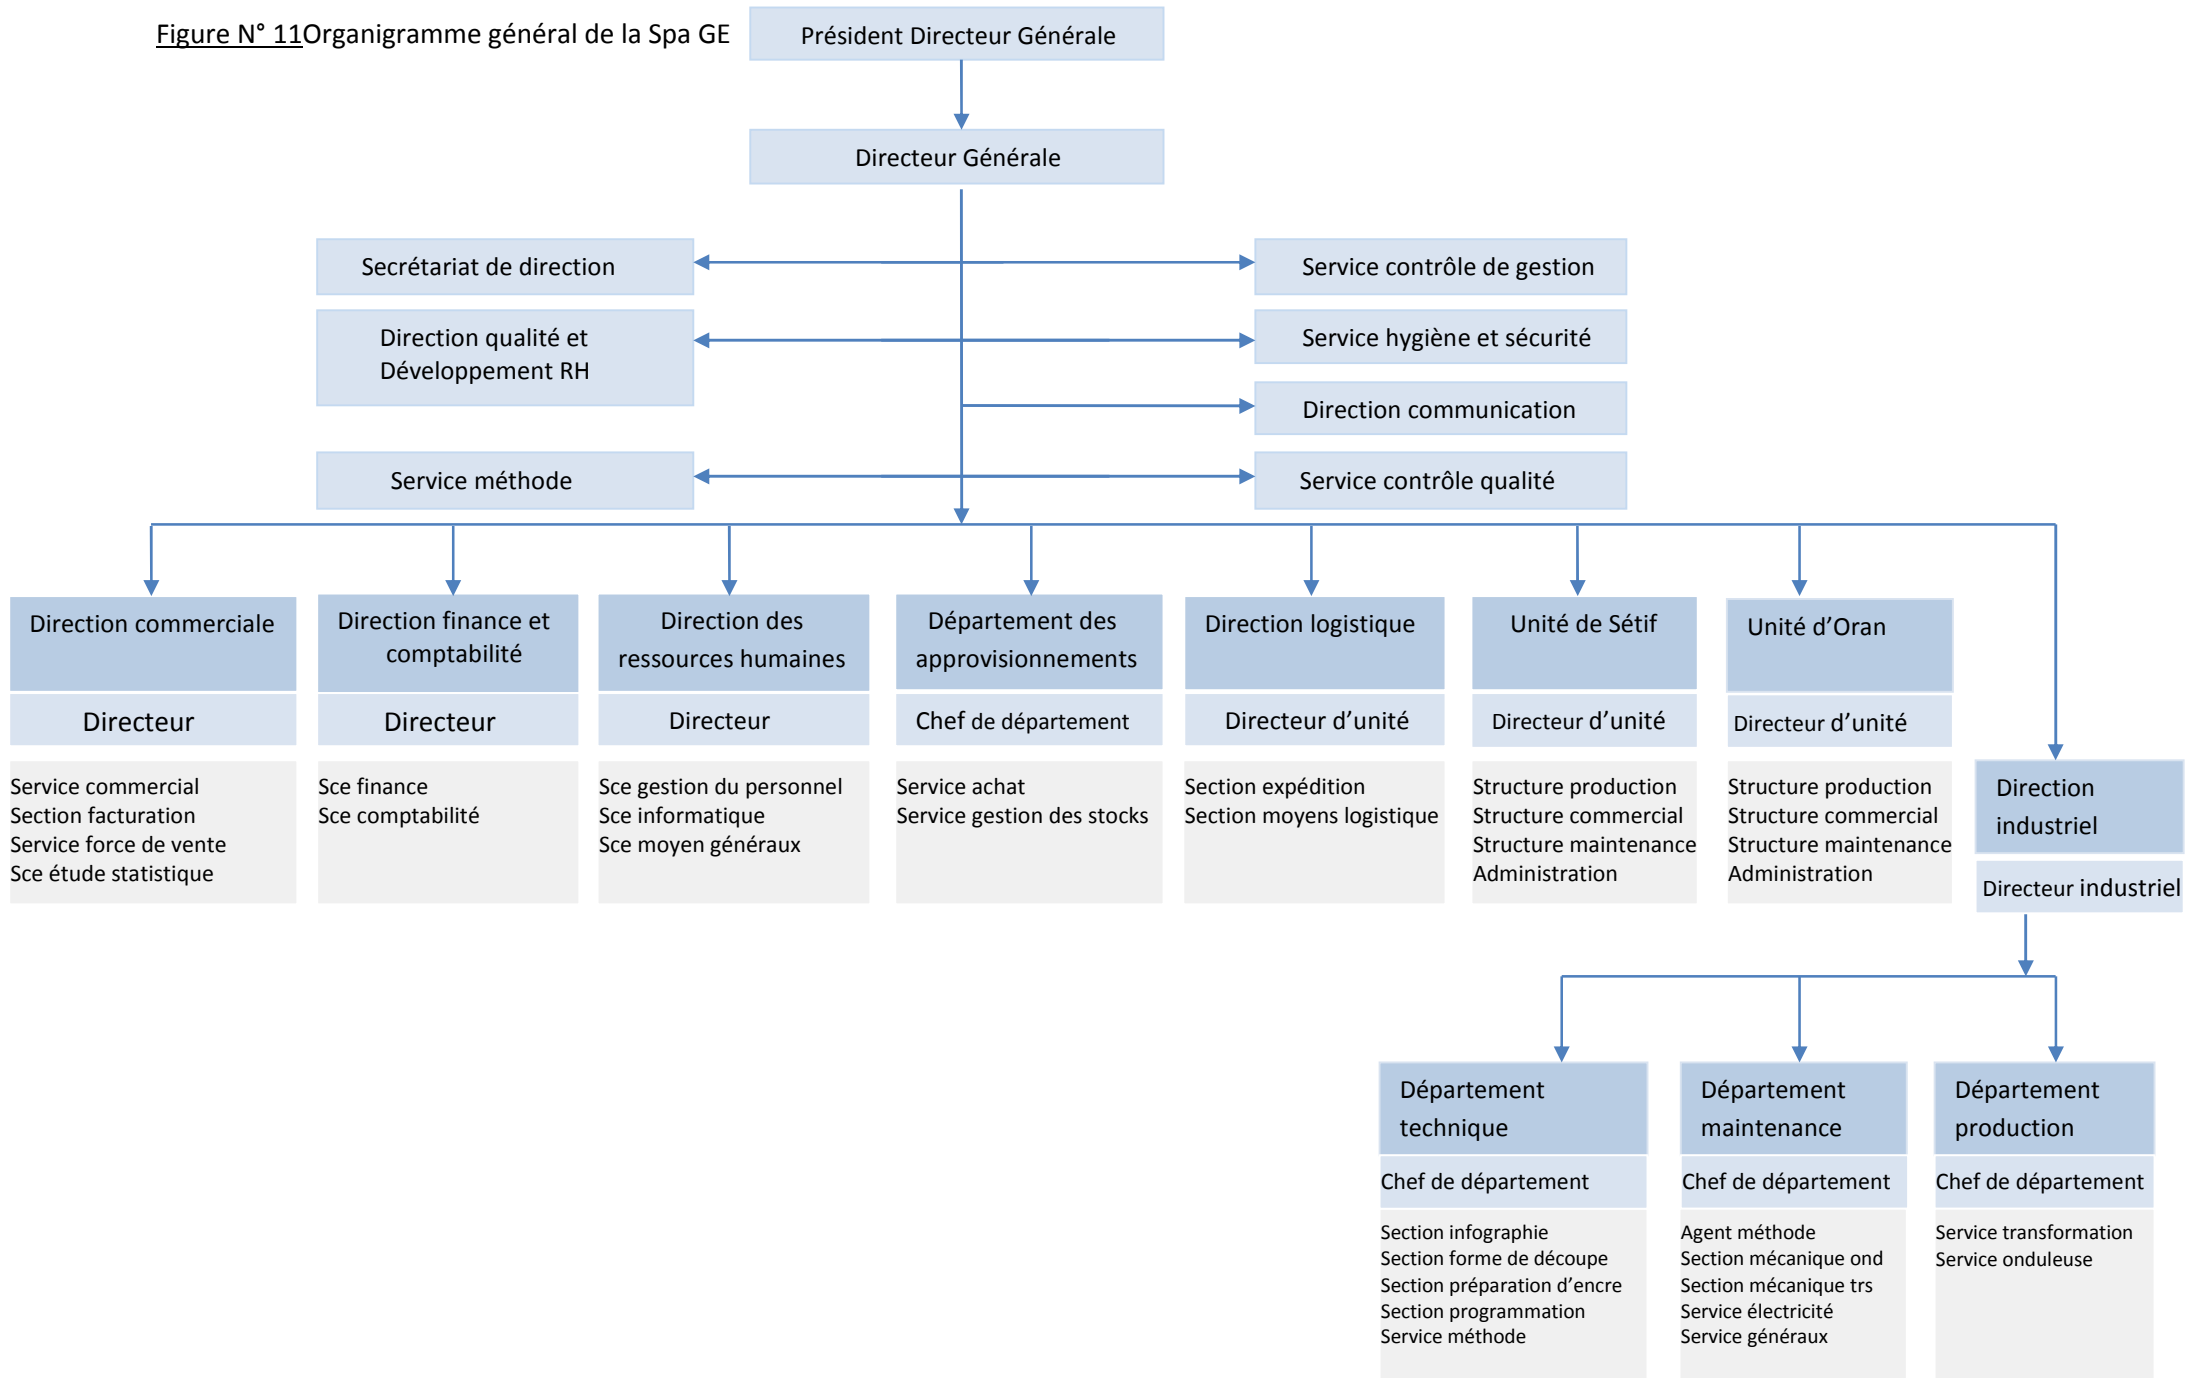 Figure N° 11Organigramme général de la Spa GE
Président Directeur Générale
Directeur Générale
Secrétariat de direction
Service contrôle de gestion
Direction qualité et
Développement RH
Service hygiène et sécurité
Direction communication
Service méthode
Service contrôle qualité
Direction commerciale
Directeur
Service commercial
Section facturation
Service force de vente
Sce étude statistique
Direction finance et
comptabilité
Directeur
Sce finance
Sce comptabilité
Direction des
ressources humaines
Directeur
Sce gestion du personnel
Sce informatique
Sce moyen généraux
Département des
approvisionnements
Chef de département
Service achat
Service gestion des stocks
Direction logistique
Directeur d’unité
Section expédition
Section moyens logistique
Unité de Sétif
Directeur d’unité
Structure production
Structure commercial
Structure maintenance
Administration
Unité d’Oran
Directeur d’unité
Structure production
Structure commercial
Structure maintenance
Administration
Direction
industriel
Directeur industriel
Département
technique
Chef de département
Section infographie
Section forme de découpe
Section préparation d’encre
Section programmation
Service méthode
Département
maintenance
Chef de département
Agent méthode
Section mécanique ond
Section mécanique trs
Service électricité
Service généraux
Département
production
Chef de département
Service transformation
Service onduleuse